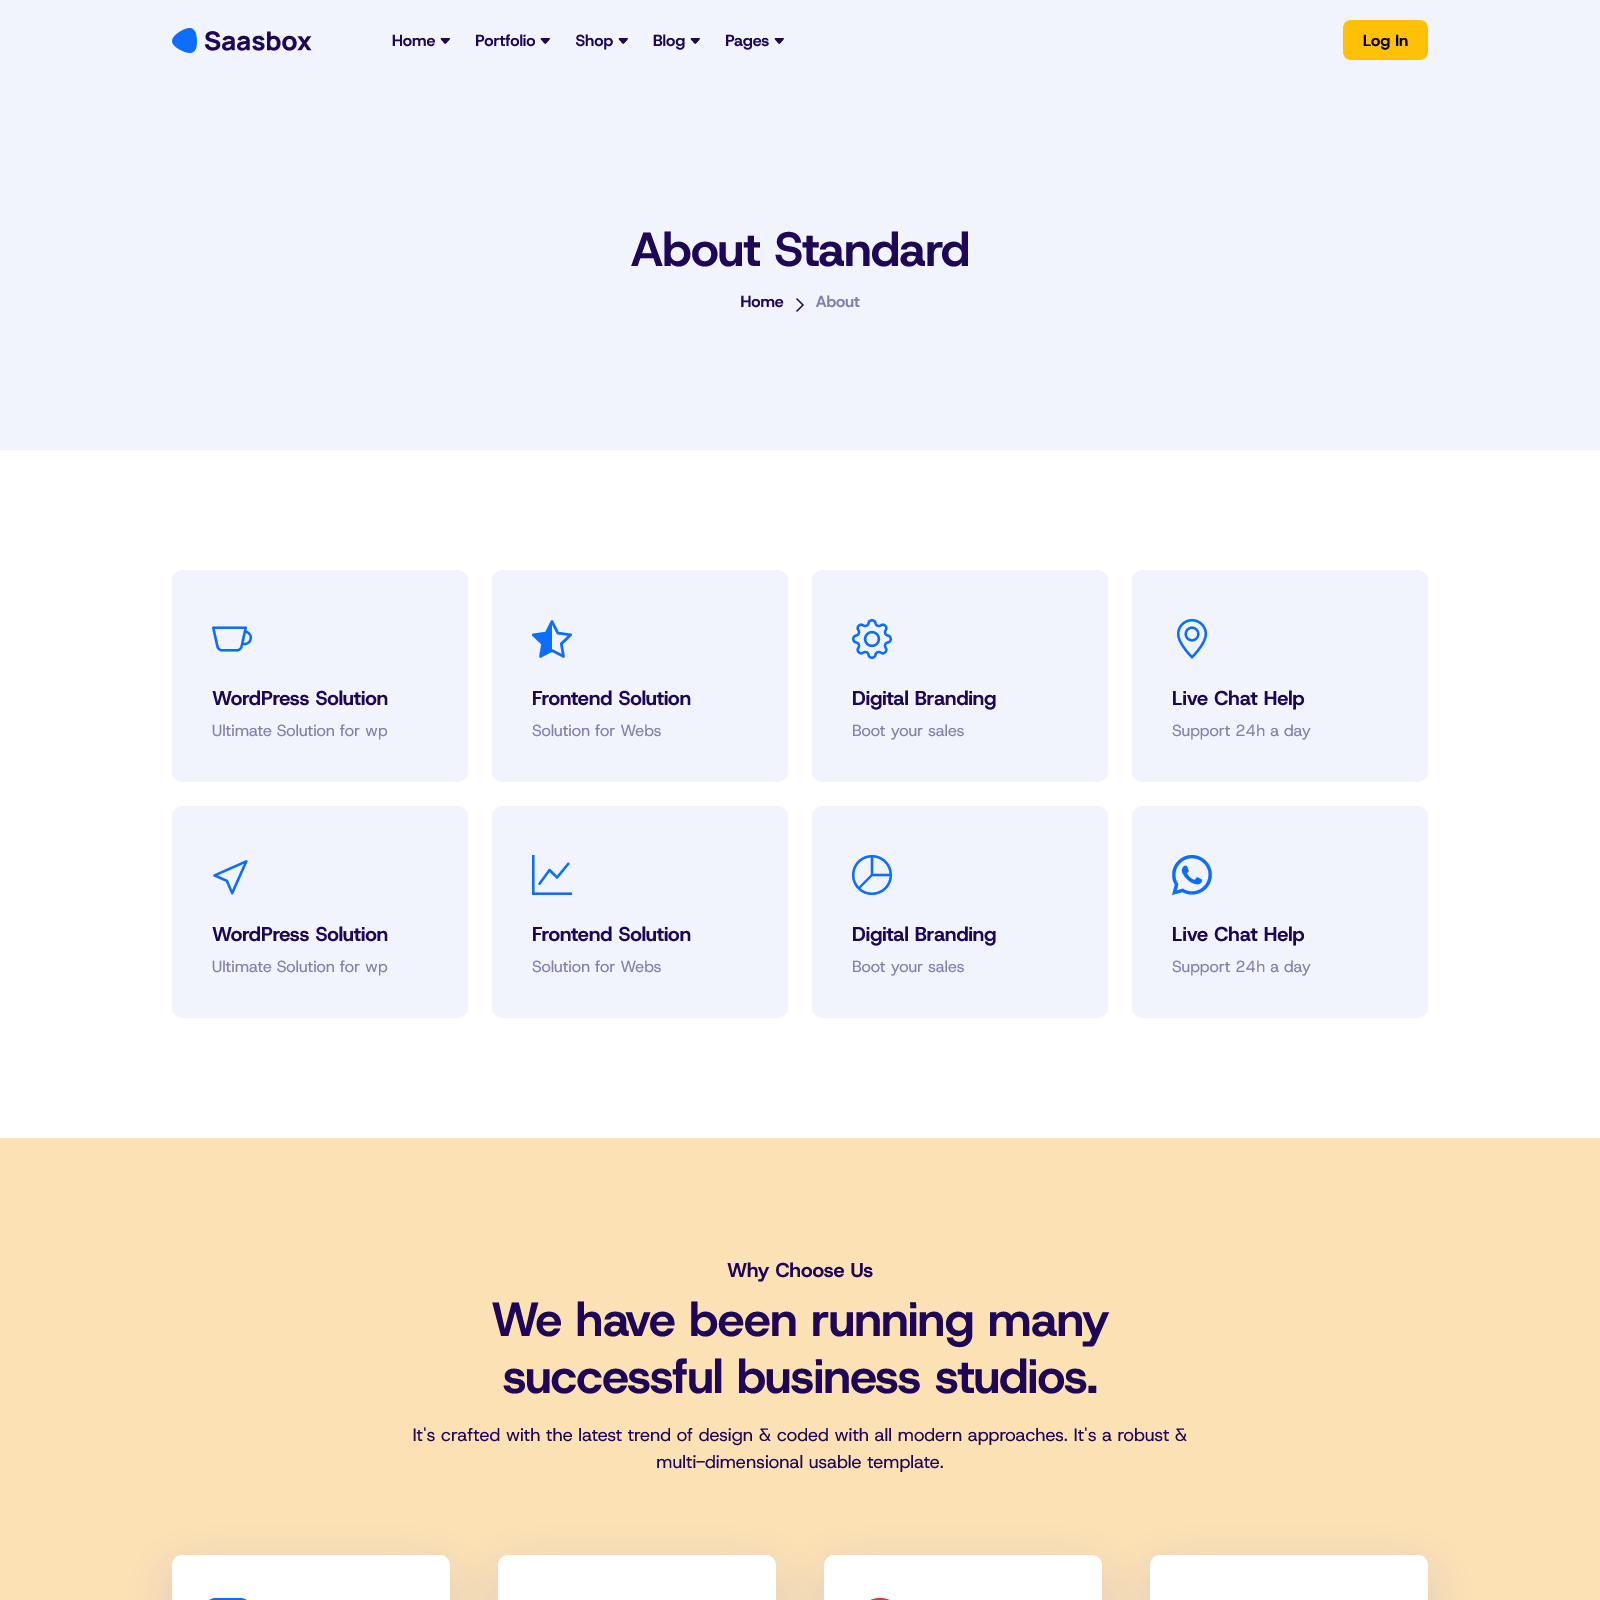 Saasbox
Home
Portfolio
Shop
Blog
Pages
Log In
About Standard
Home
About
WordPress Solution
Ultimate Solution for wp
Frontend Solution
Solution for Webs
Digital Branding
Boot your sales
Live Chat Help
Support 24h a day
WordPress Solution
Ultimate Solution for wp
Frontend Solution
Solution for Webs
Digital Branding
Boot your sales
Live Chat Help
Support 24h a day
Why Choose Us
We have been running many
successful business studios.
It's crafted with the latest trend of design & coded with all modern approaches. It's a robust &
multi-dimensional usable template.